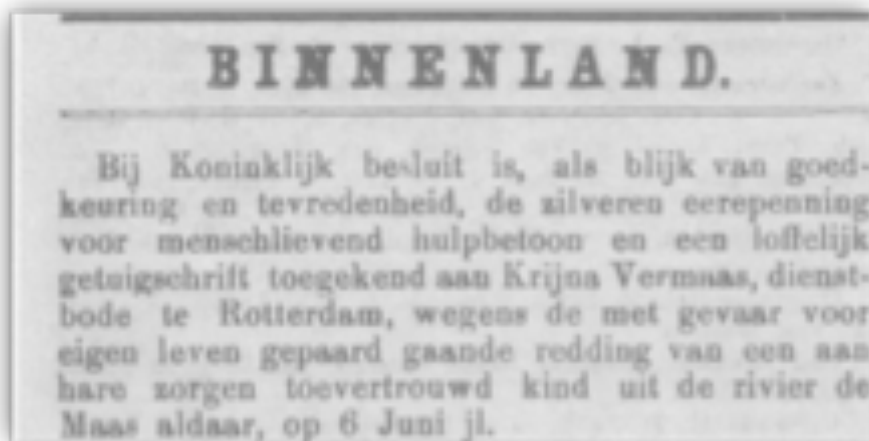 BINNENLAND.
Bij Koninklijk besluit is, als blijk van goed-
keuring en tevredenheid, de zilveren eerepenning
voor menschlievend hulpbetoon en een loffelijk
getuigschrift toegekend aan Krijna Vermaas, dienst-
bode te Rotterdam, wegens de met gevaar voor
eigen leven gepaard gaande redding van een aan
hare zorgen toevertrouwd kind uit de rivier de
Maas aldaar, op 6 Juni jl.